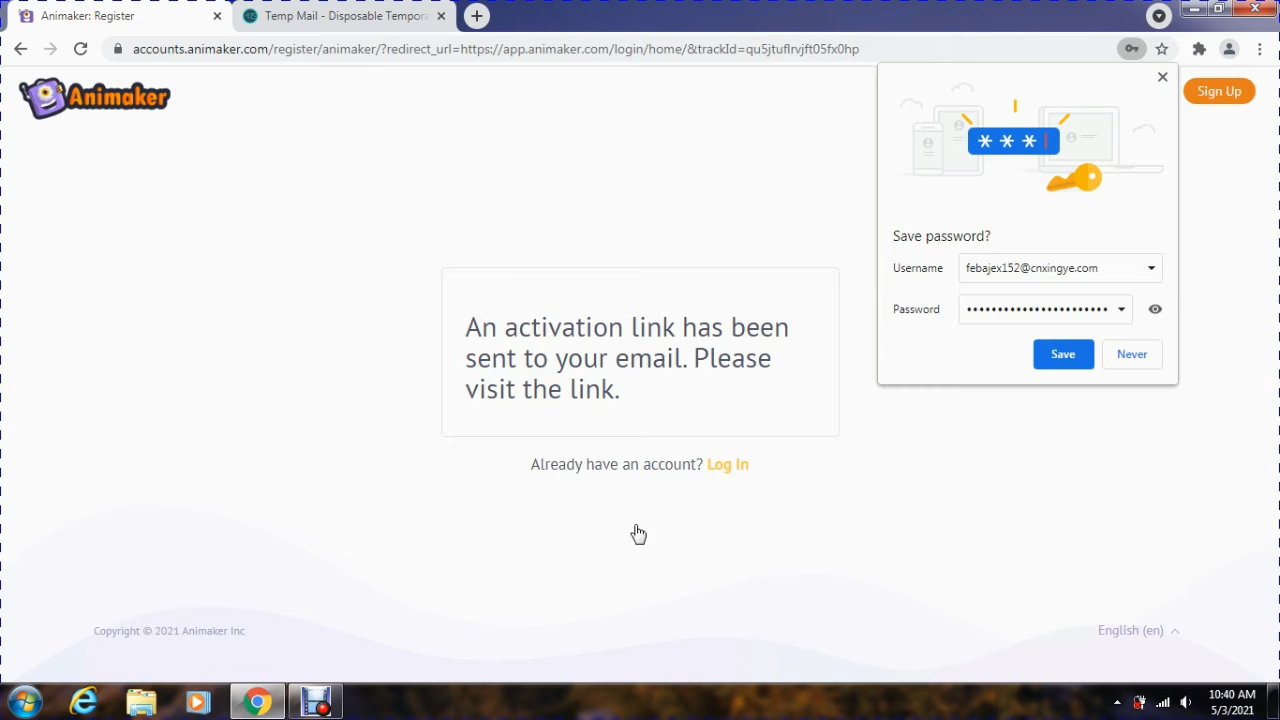 Animaker: Register
Temp Mail - Disposable Tempora
accounts.animaker.com/register/animaker/?redirect_url=https://app.animaker.com/login/home/&trackId=qu5jtuflrvjft05fx0hp
Animaker
Sign Up
* * *
Save password?
Username febajex152@cnxingye.com
Password •••••••••••••••••••••••
Save Never
An activation link has been
sent to your email. Please
visit the link.
Already have an account? Log In
Copyright © 2021 Animaker Inc
English (en)
10:40 AM
5/3/2021